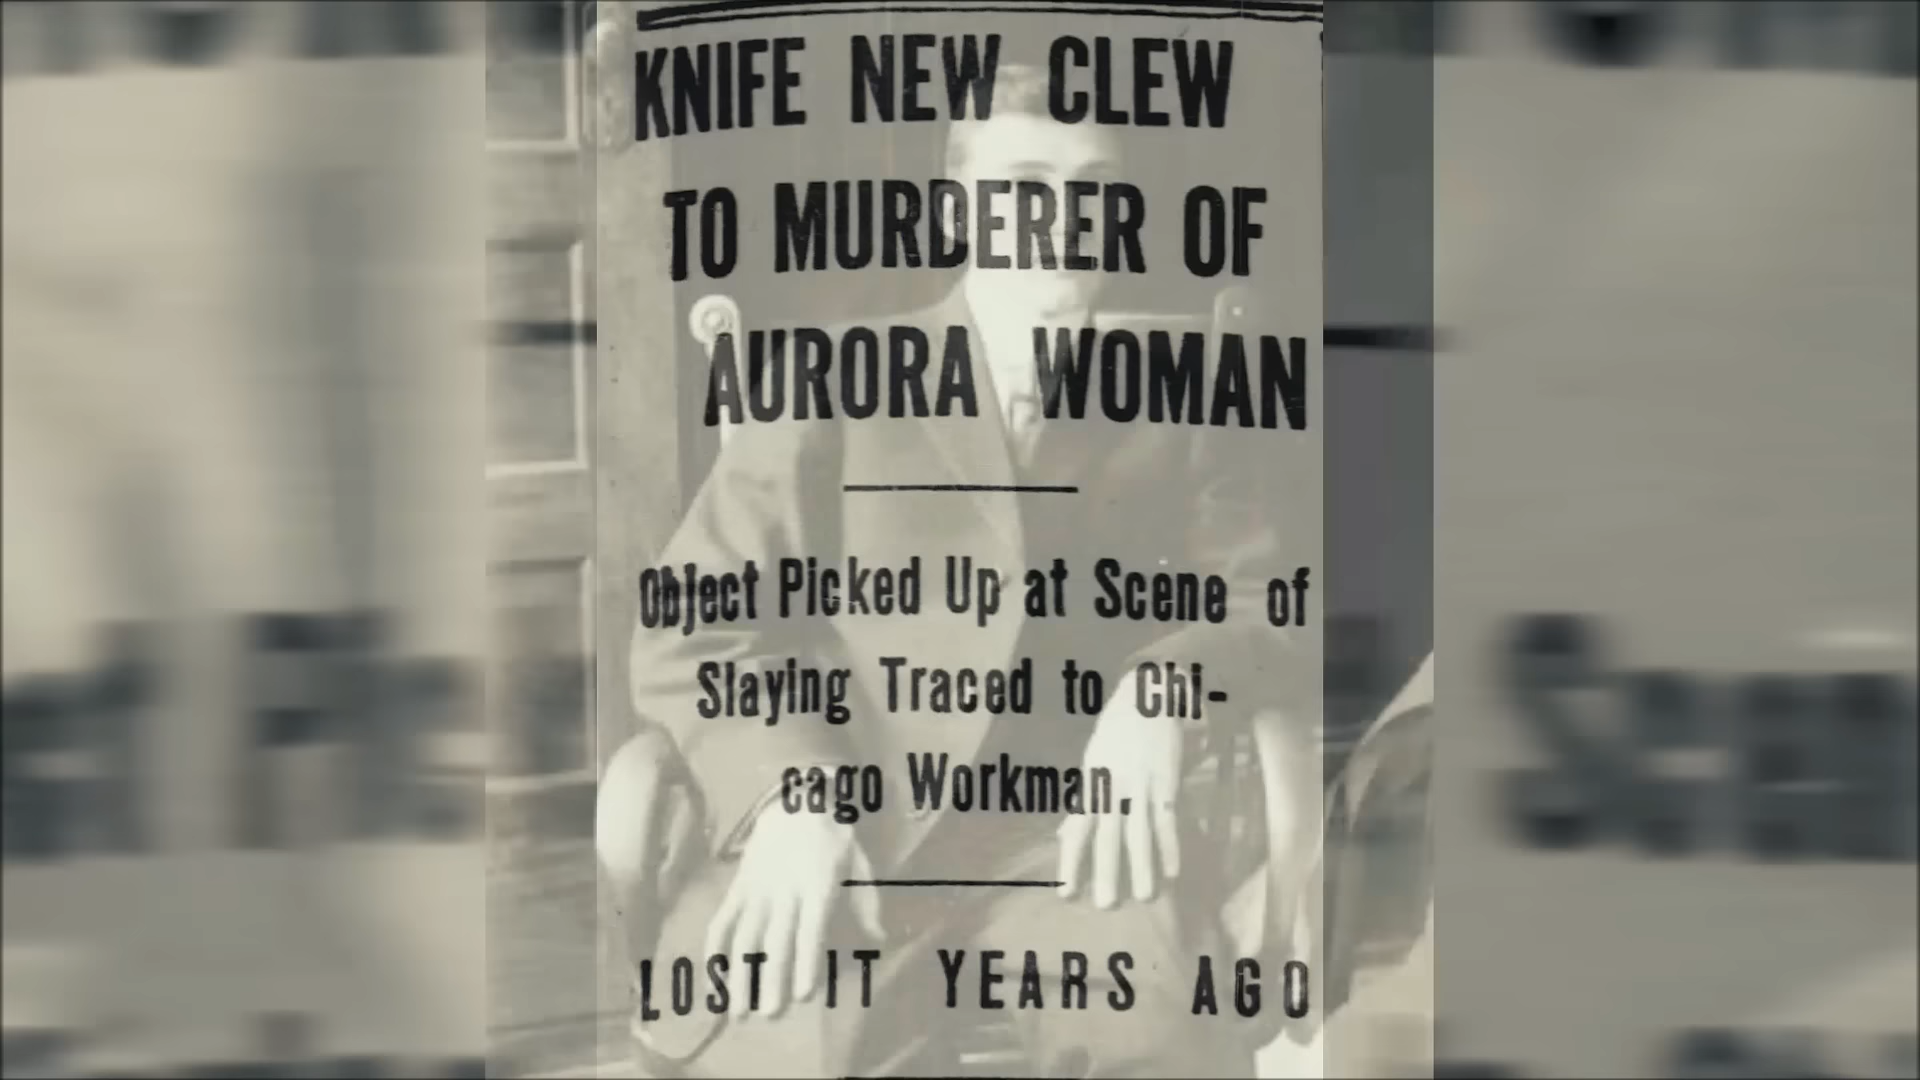 KNIFE NEW CLEW
TO MURDERER OF
AURORA WOMAN
Object Picked Up at Scene of
Slaying Traced to Chi-
cago Workman.
LOST IT YEARS AGO